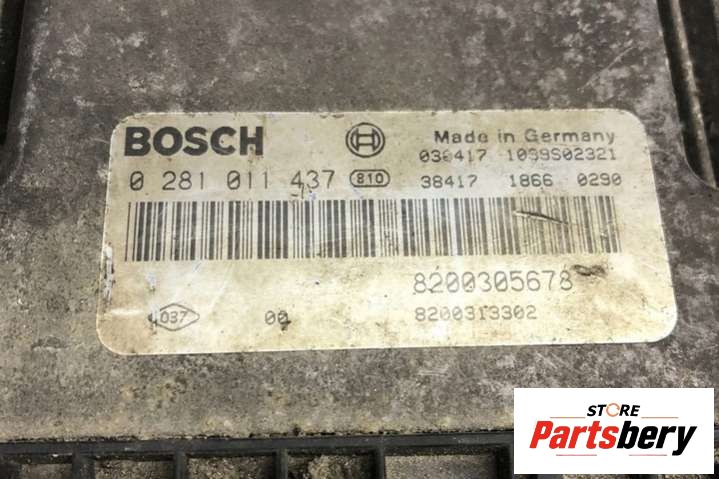 BOSCH
Made in Germany
030417 1039S02321
0 281 011 437 810
38417 1866 0290
8200305678
037 00 8200313302
STORE
Partsbery